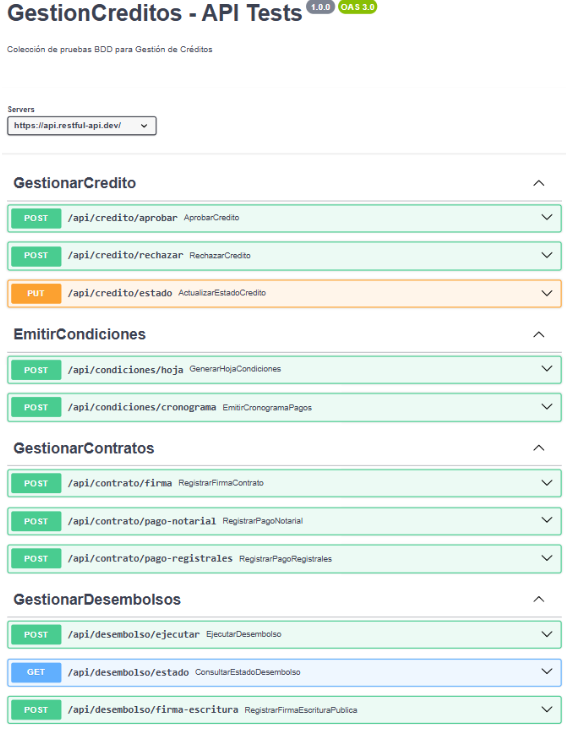 GestionCreditos - API Tests 1.0.0 OAS 3.0
Colección de pruebas BDD para Gestión de Créditos
Servers
https://api.restful-api.dev/
GestionarCredito
POST /api/credito/aprobar AprobarCredito
POST /api/credito/rechazar RechazarCredito
PUT /api/credito/estado ActualizarEstadoCredito
EmitirCondiciones
POST /api/condiciones/hoja GenerarHojaCondiciones
POST /api/condiciones/cronograma EmitirCronogramaPagos
GestionarContratos
POST /api/contrato/firma RegistrarFirmaContrato
POST /api/contrato/pago-notarial RegistrarPagoNotarial
POST /api/contrato/pago-registrales RegistrarPagoRegistrales
GestionarDesembolsos
POST /api/desembolso/ejecutar EjecutarDesembolso
GET /api/desembolso/estado ConsultarEstadoDesembolso
POST /api/desembolso/firma-escritura RegistrarFirmaEscrituraPublica